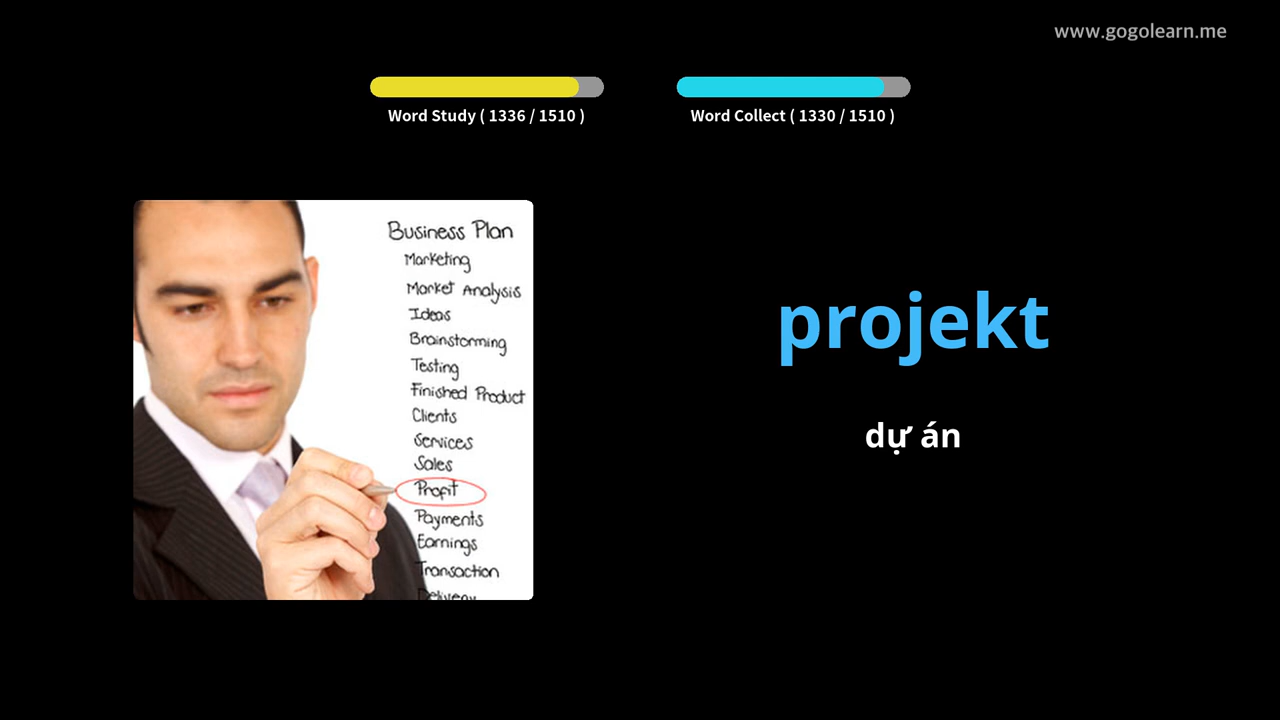 www.gogolearn.me
Word Study ( 1336 / 1510 )
Word Collect ( 1330 / 1510 )
Business Plan
Marketing
Market Analysis
Ideas
Brainstorming
Testing
Finished Product
Clients
Services
Sales
Profit
Payments
Earnings
Transaction
Delivery
projekt
dự án